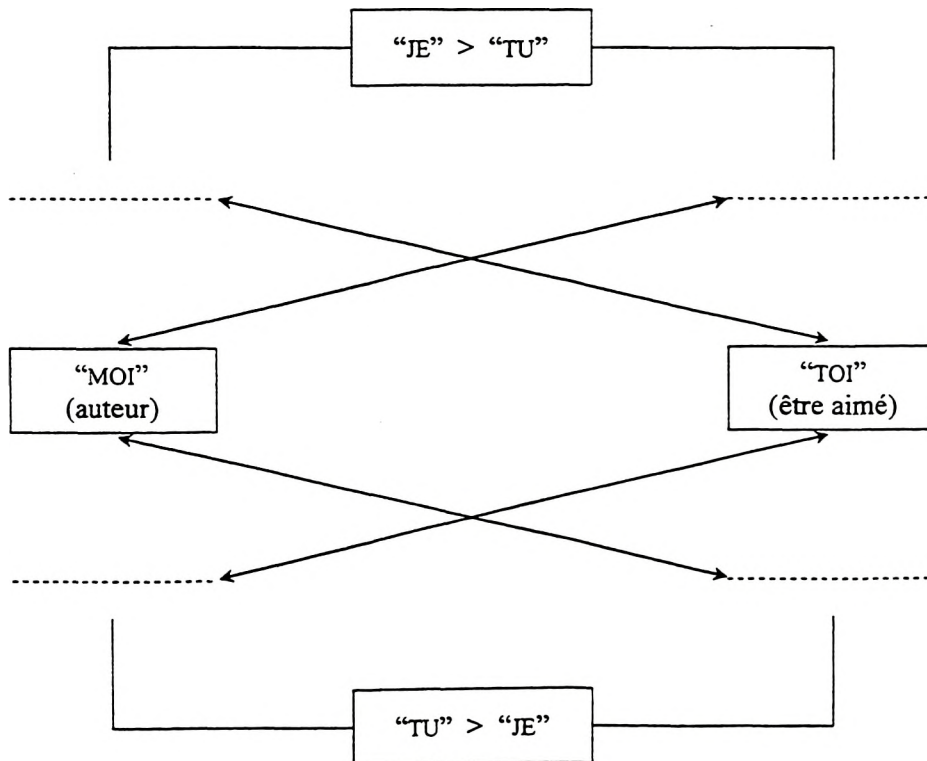 “JE” > “TU”
“MOI”
(auteur)
“TOI”
(être aimé)
“TU” > “JE”